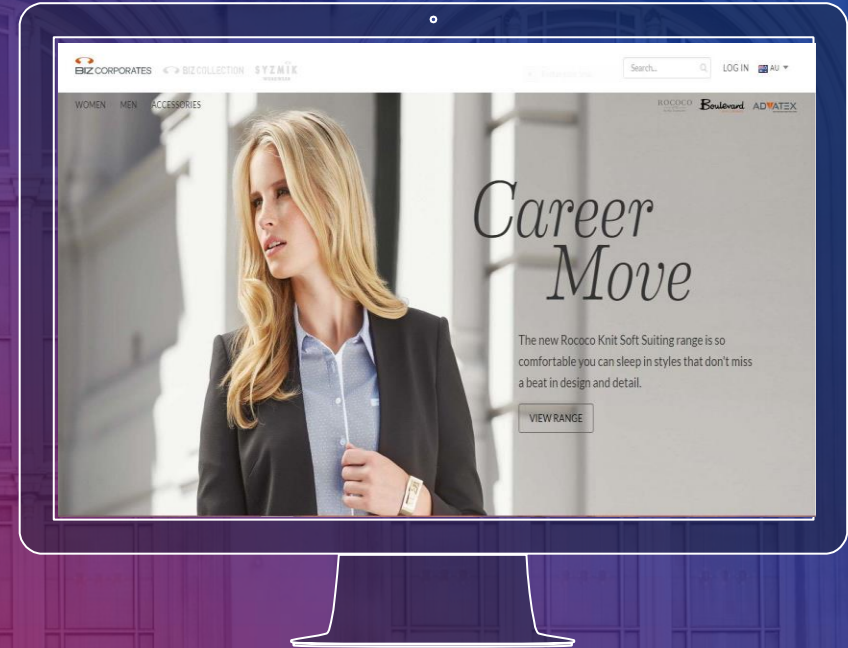 BIZ CORPORATES BIZ COLLECTION SYZMIK
WORKWEAR
Search... LOG IN AU
WOMEN MEN ACCESSORIES
ROCOCO Boulevard ADVATEX
Career
Move
The new Rococo Knit Soft Suiting range is so
comfortable you can sleep in styles that don't miss
a beat in design and detail.
VIEW RANGE